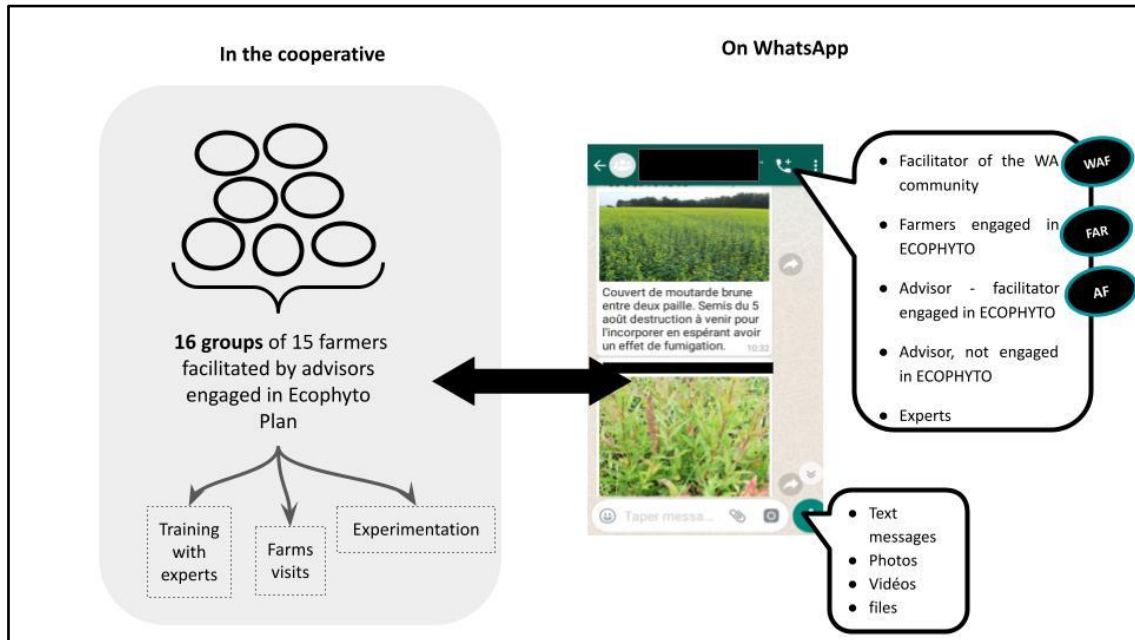 In the cooperative
16 groups of 15 farmers
facilitated by advisors
engaged in Ecophyto
Plan
Training
with
experts
Farms
visits
Experimentation
On WhatsApp
Couvert de moutarde brune
entre deux paille. Semis du 5
août destruction à venir pour
l'incorporer en espérant avoir
un effet de fumigation. 10:32
Taper messa...
● Facilitator of the WA
community
WAF
● Farmers engaged in
ECOPHYTO
FAR
● Advisor - facilitator
engaged in ECOPHYTO
AF
● Advisor, not engaged
in ECOPHYTO
● Experts
● Text
messages
● Photos
● Vidéos
● files